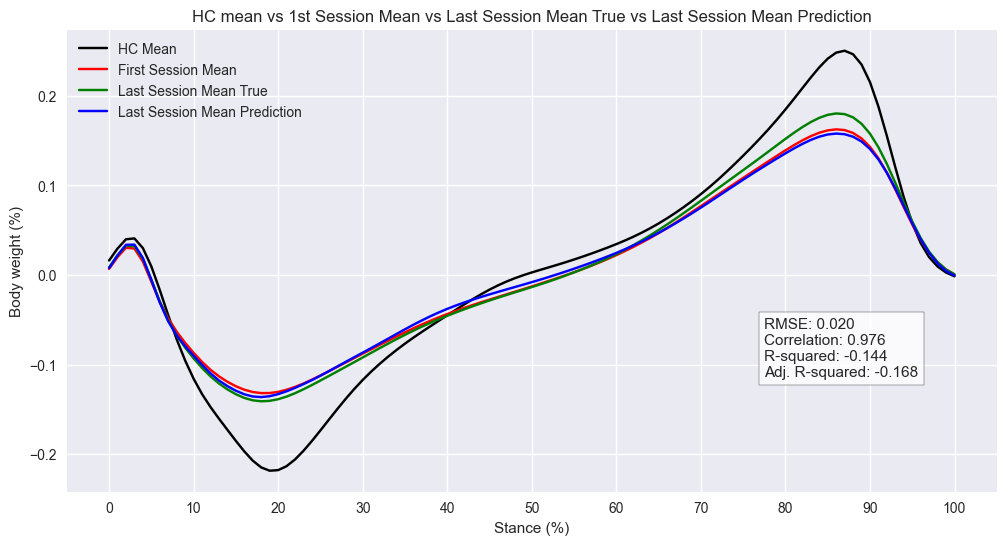 HC mean vs 1st Session Mean vs Last Session Mean True vs Last Session Mean Prediction
HC Mean
First Session Mean
Last Session Mean True
Last Session Mean Prediction
0.2
0.1
0.0
−0.1
−0.2
Body weight (%)
RMSE: 0.020
Correlation: 0.976
R-squared: -0.144
Adj. R-squared: -0.168
0 10 20 30 40 50 60 70 80 90 100
Stance (%)